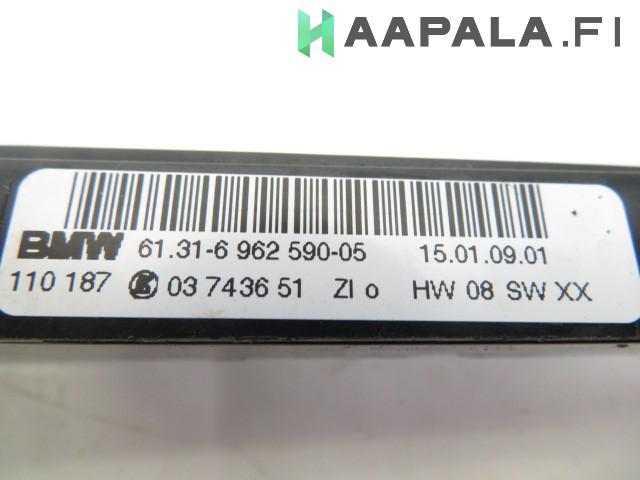 HAAPALA.FI
BMW 61.31-6 962 590-05 15.01.09.01
110 187 K 03 7436 51 ZI o HW 08 SW XX